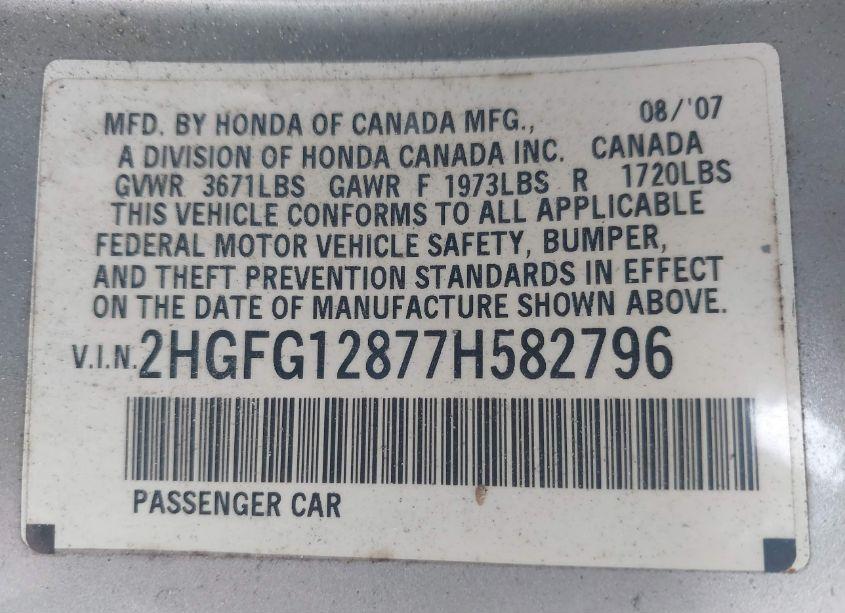 MFD. BY HONDA OF CANADA MFG., 08/'07
A DIVISION OF HONDA CANADA INC. CANADA
GVWR 3671LBS GAWR F 1973LBS R 1720LBS
THIS VEHICLE CONFORMS TO ALL APPLICABLE
FEDERAL MOTOR VEHICLE SAFETY, BUMPER,
AND THEFT PREVENTION STANDARDS IN EFFECT
ON THE DATE OF MANUFACTURE SHOWN ABOVE.
V.I.N. 2HGFG12877H582796
PASSENGER CAR